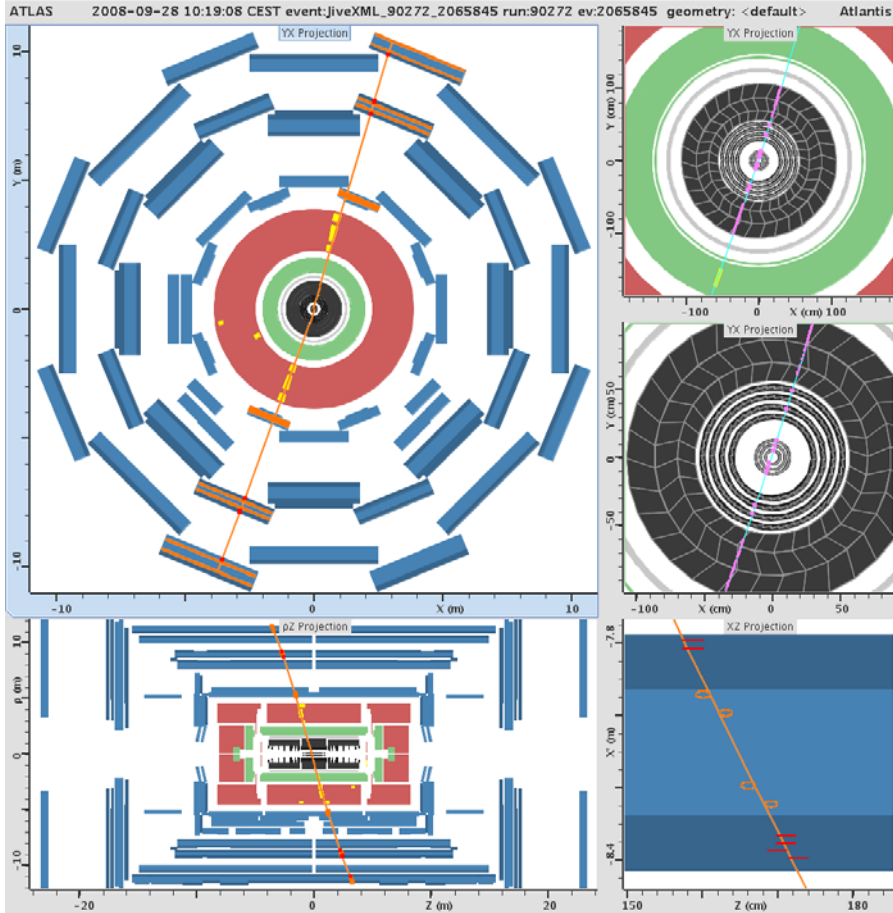 ATLAS 2008-09-28 10:19:08 CEST event:JiveXML_90272_2065845 run:90272 ev:2065845 geometry: <default> Atlantis
YX Projection
10
Y (m)
0
-10
-10 0 X (m) 10
YX Projection
Y (cm) 100
0
-100
-100 0 X (cm) 100
YX Projection
Y (cm) 50
0
-50
-100 X (cm) 0 50
ρZ Projection
10
ρ (m)
0
-10
-20 0 Z (m) 20
XZ Projection
-7.8
X' (m)
-8.4
150 Z (cm) 180